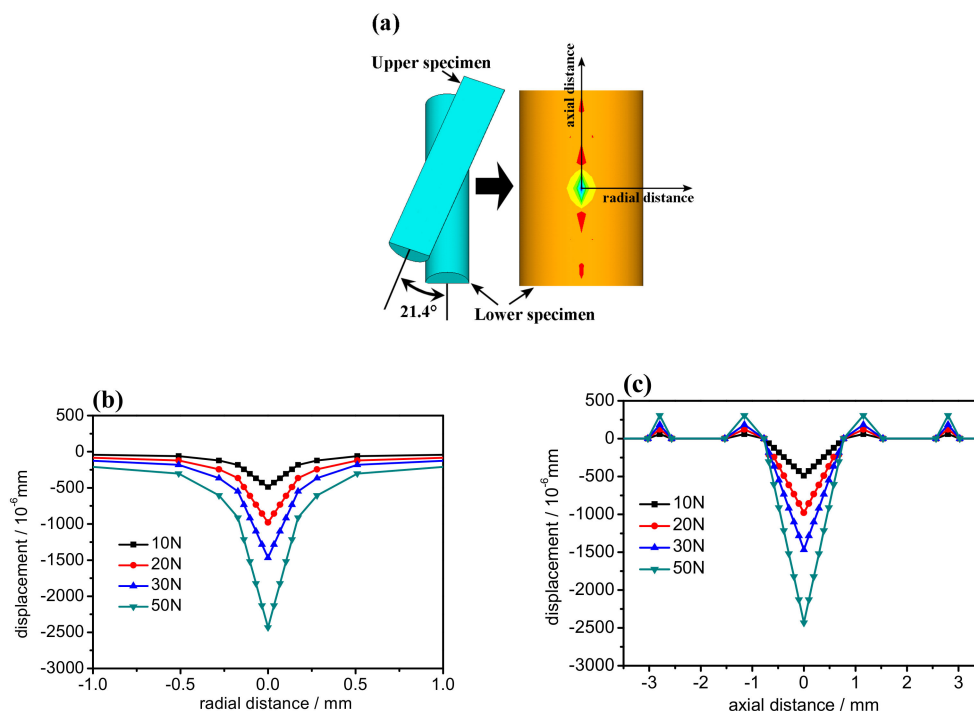 (a)
Upper specimen
axial distance
radial distance
21.4°
Lower specimen
(b)
500
0
-500
-1000
-1500
-2000
-2500
-3000
displacement / 10⁻⁶mm
10N
20N
30N
50N
-1.0 -0.5 0.0 0.5 1.0
radial distance / mm
(c)
500
0
-500
-1000
-1500
-2000
-2500
-3000
displacement / 10⁻⁶mm
10N
20N
30N
50N
-3 -2 -1 0 1 2 3
axial distance / mm